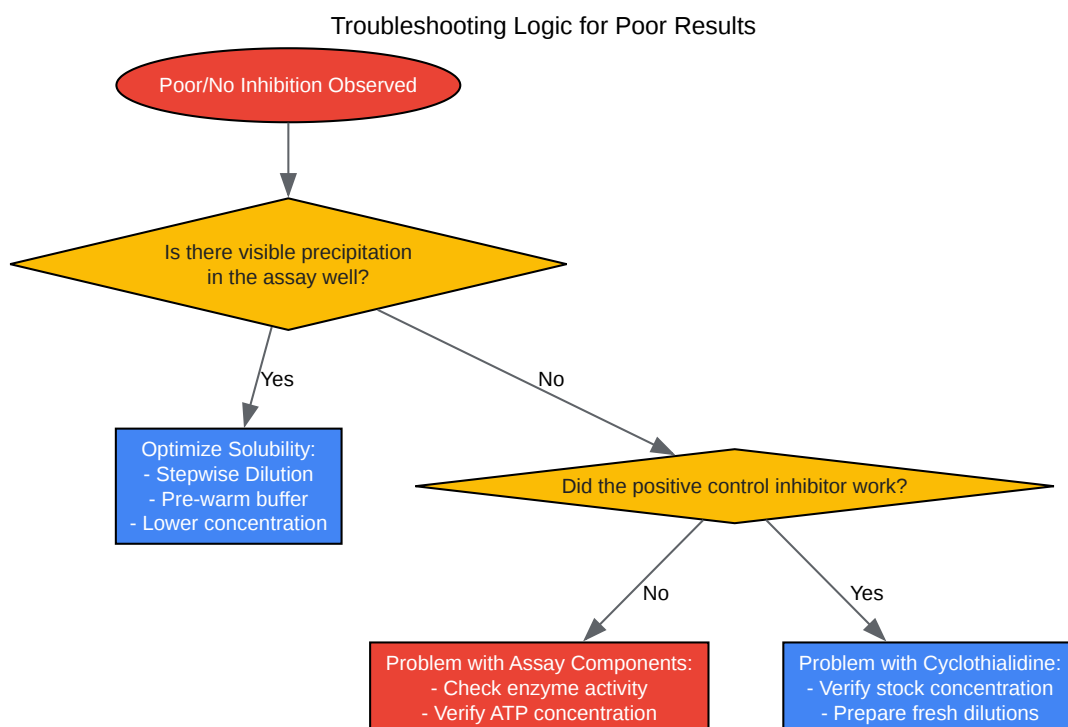 Troubleshooting Logic for Poor Results
Poor/No Inhibition Observed
Is there visible precipitation
in the assay well?
Yes
No
Optimize Solubility:
- Stepwise Dilution
- Pre-warm buffer
- Lower concentration
Did the positive control inhibitor work?
No
Yes
Problem with Assay Components:
- Check enzyme activity
- Verify ATP concentration
Problem with Cyclothialidine:
- Verify stock concentration
- Prepare fresh dilutions